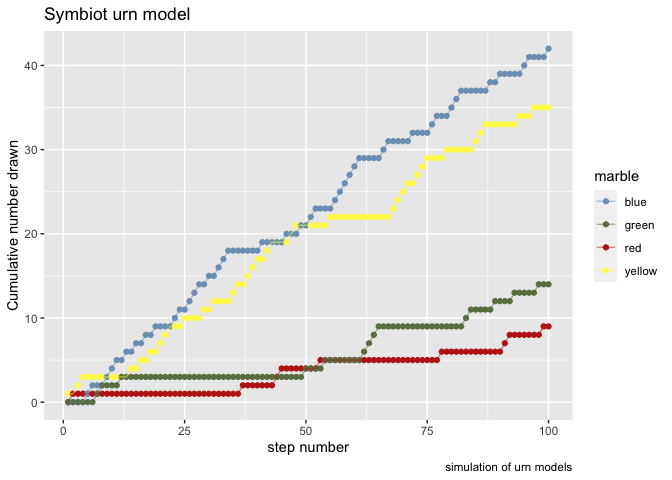 Symbiot urn model
Cumulative number drawn
40
30
20
10
0
0 25 50 75 100
step number
marble
blue
green
red
yellow
simulation of urn models